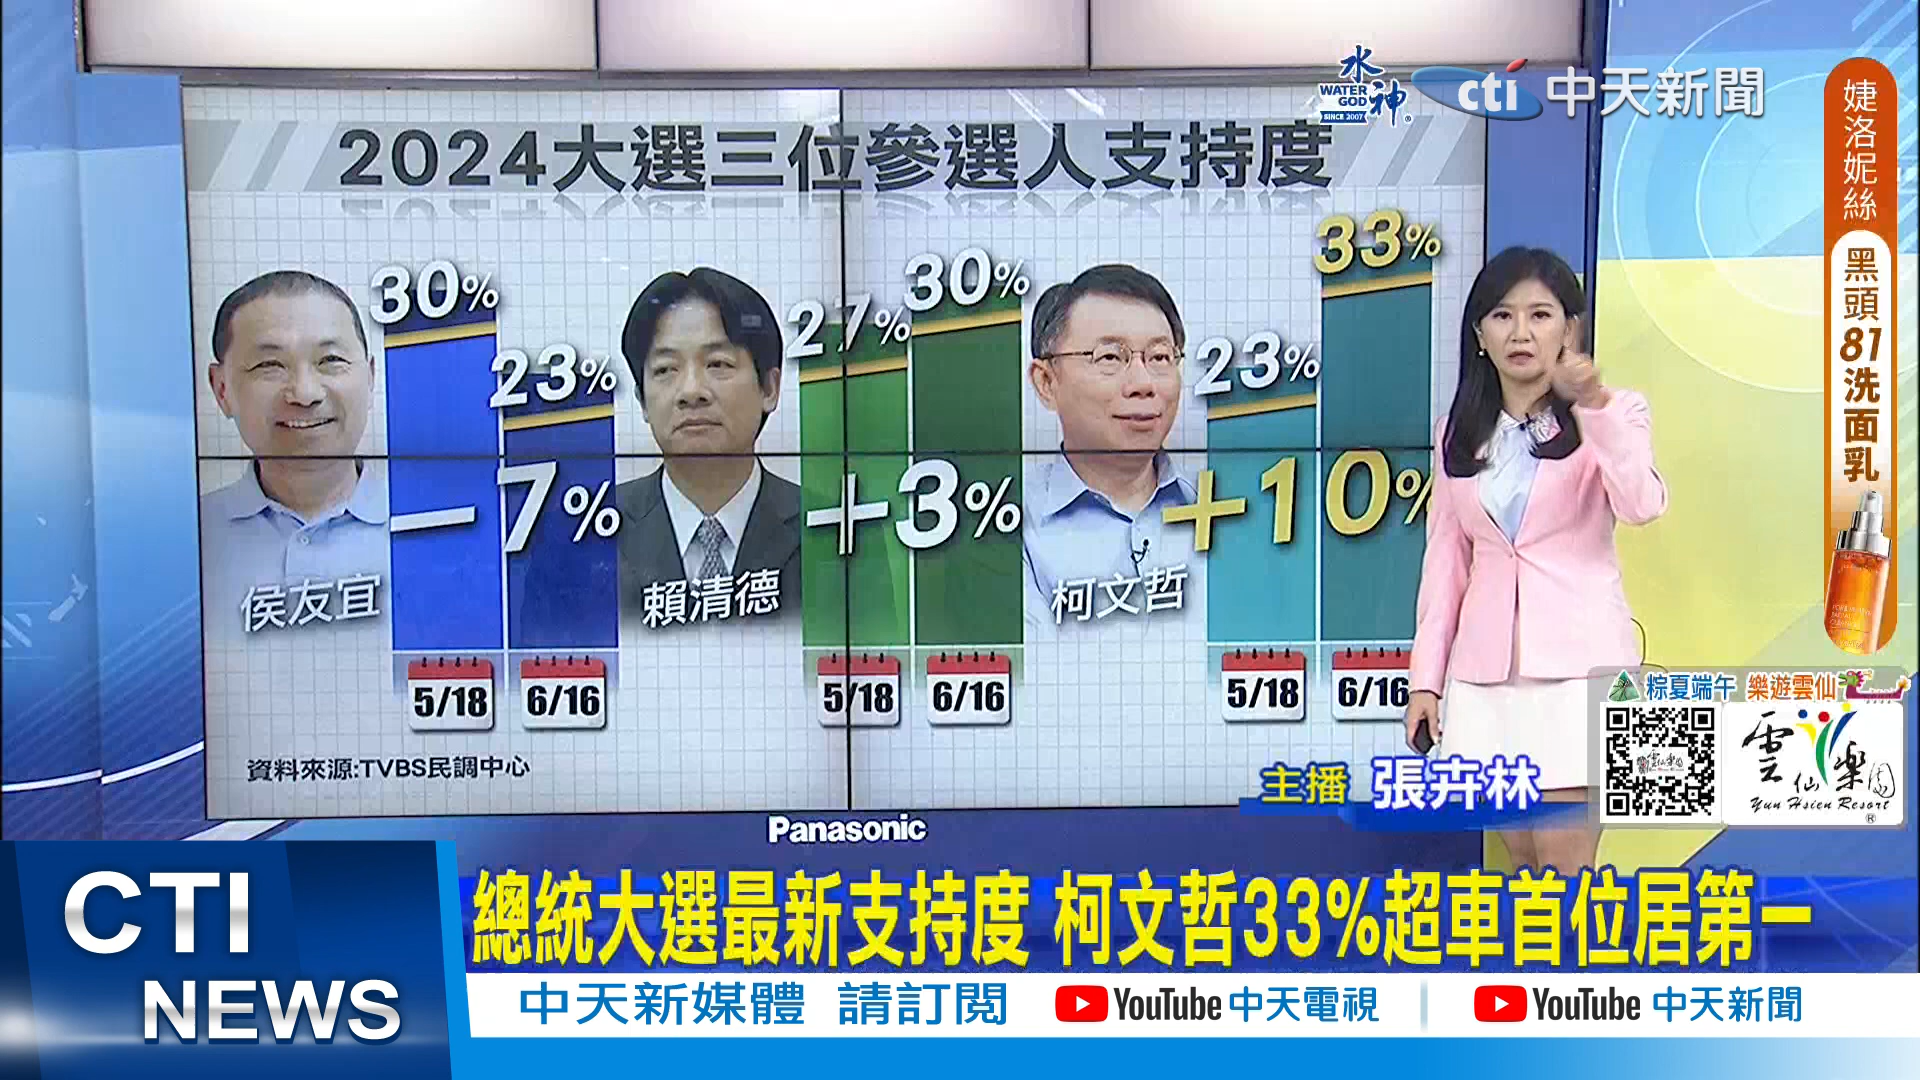 水神
WATER GOD
SINCE 2007
cti 中天新聞
2024大選三位參選人支持度
30%
23%
-7%
侯友宜
5/18
6/16
27%
30%
+3%
賴清德
5/18
6/16
23%
33%
+10%
柯文哲
5/18
6/16
資料來源:TVBS民調中心
Panasonic
主播 張卉林
婕洛妮絲
黑頭81洗面乳
粽夏端午 樂遊雲仙
雲仙樂園
Yun Hsien Resort
總統大選最新支持度 柯文哲33%超車首位居第一
CTI
NEWS
中天新媒體 請訂閱 YouTube 中天電視 | YouTube 中天新聞